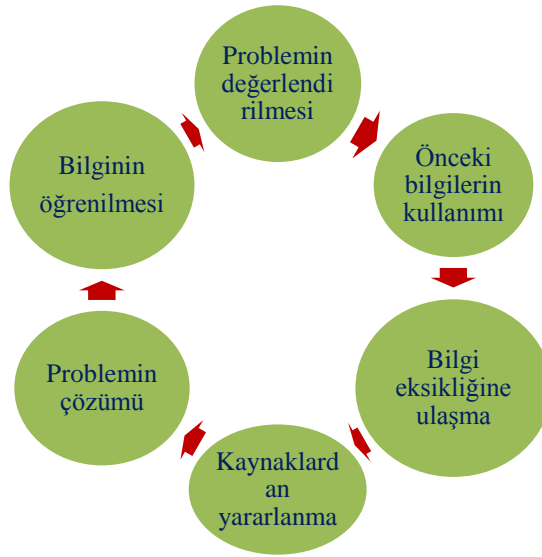 Problemin
değerlendi
rilmesi
Önceki
bilgilerin
kullanımı
Bilgi
eksikliğine
ulaşma
Kaynaklard
an
yararlanma
Problemin
çözümü
Bilginin
öğrenilmesi